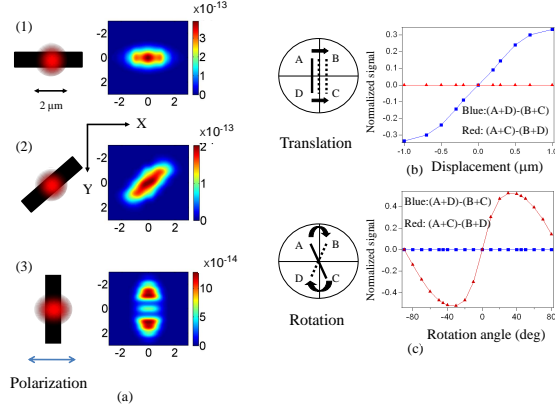 (1)
2 μm
x10-13
3
2
1
0
-2
0
2
-2
0
2
X
Y
(2)
x10-13
2
1
0
-2
0
2
-2
0
2
(3)
x10-14
10
5
0
-2
0
2
-2
0
2
Polarization
(a)
A
B
D
C
Translation
Normalized signal
0.3
0.2
0.1
0.0
-0.1
-0.2
-0.3
Blue:(A+D)-(B+C)
Red: (A+C)-(B+D)
-1.0
-0.5
0.0
0.5
1.0
(b)
Displacement (μm)
A
B
D
C
Rotation
Normalized signal
0.4
0.2
0.0
-0.2
-0.4
Blue:(A+D)-(B+C)
Red: (A+C)-(B+D)
-80
-40
0
40
80
Rotation angle (deg)
(c)